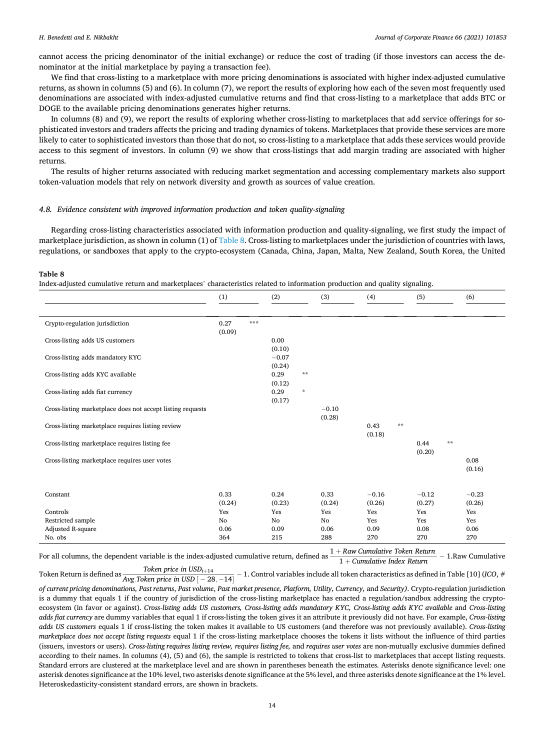 H. Benedetti and E. Nikbakht
Journal of Corporate Finance 66 (2021) 101853
cannot access the pricing denominator of the initial exchange) or reduce the cost of trading (if those investors can access the de-
nominator at the initial marketplace by paying a transaction fee).
We find that cross-listing to a marketplace with more pricing denominations is associated with higher index-adjusted cumulative
returns, as shown in columns (5) and (6). In column (7), we report the results of exploring how each of the seven most frequently used
denominations are associated with index-adjusted cumulative returns and find that cross-listing to a marketplace that adds BTC or
DOGE to the available pricing denominations generates higher returns.
In columns (8) and (9), we report the results of exploring whether cross-listing to marketplaces that add service offerings for so-
phisticated investors and traders affects the pricing and trading dynamics of tokens. Marketplaces that provide these services are more
likely to cater to sophisticated investors than those that do not, so cross-listing to a marketplace that adds these services would provide
access to this segment of investors. In column (9) we show that cross-listings that add margin trading are associated with higher
returns.
The results of higher returns associated with reducing market segmentation and accessing complementary markets also support
token-valuation models that rely on network diversity and growth as sources of value creation.
4.8. Evidence consistent with improved information production and token quality-signaling
Regarding cross-listing characteristics associated with information production and quality-signaling, we first study the impact of
marketplace jurisdiction, as shown in column (1) of Table 8. Cross-listing to marketplaces under the jurisdiction of countries with laws,
regulations, or sandboxes that apply to the crypto-ecosystem (Canada, China, Japan, Malta, New Zealand, South Korea, the United
Table 8
Index-adjusted cumulative return and marketplaces' characteristics related to information production and quality signaling.
(1) (2) (3) (4) (5) (6)
Crypto-regulation jurisdiction 0.27 ***
(0.09)
Cross-listing adds US customers 0.00
(0.10)
Cross-listing adds mandatory KYC −0.07
(0.24)
Cross-listing adds KYC available 0.29 **
(0.12)
Cross-listing adds fiat currency 0.29 *
(0.17)
Cross-listing marketplace does not accept listing requests −0.10
(0.28)
Cross-listing marketplace requires listing review 0.43 **
(0.18)
Cross-listing marketplace requires listing fee 0.44 **
(0.20)
Cross-listing marketplace requires user votes 0.08
(0.16)
Constant 0.33 0.24 0.33 −0.16 −0.12 −0.23
(0.24) (0.23) (0.24) (0.26) (0.27) (0.26)
Controls Yes Yes Yes Yes Yes Yes
Restricted sample No No No Yes Yes Yes
Adjusted R-square 0.06 0.09 0.06 0.09 0.08 0.06
No. obs 364 215 288 270 270 270
For all columns, the dependent variable is the index-adjusted cumulative return, defined as 1 + Raw Cumulative Token Return / 1 + Cumulative Index Return − 1.Raw Cumulative
Token Return is defined as Token price in USDt+14 / Avg.Token price in USD [−28,−14] − 1. Control variables include all token characteristics as defined in Table [10] (ICO, #
of current pricing denominations, Past returns, Past volume, Past market presence, Platform, Utility, Currency, and Security). Cryptp-regulation jurisdiction
is a dummy that equals 1 if the country of jurisdiction of the cross-listing marketplace has enacted a regulation/sandbox addressing the crypto-
ecosystem (in favor or against). Cross-listing adds US customers, Cross-listing adds mandatory KYC, Cross-listing adds KYC available and Cross-listing
adds fiat currency are dummy variables that equal 1 if cross-listing the token gives it an attribute it previously did not have. For example, Cross-listing
adds US customers equals 1 if cross-listing the token makes it available to US customers (and therefore was not previously available). Cross-listing
marketplace does not accept listing requests equal 1 if the cross-listing marketplace chooses the tokens it lists without the influence of third parties
(issuers, investors or users). Cross-listing requires listing review, requires listing fee, and requires user votes are non-mutually exclusive dummies defined
according to their names. In columns (4), (5) and (6), the sample is restricted to tokens that cross-list to marketplaces that accept listing requests.
Standard errors are clustered at the marketplace level and are shown in parentheses beneath the estimates. Asterisks denote significance level: one
asterisk denotes significance at the 10% level, two asterisks denote significance at the 5% level, and three asterisks denote significance at the 1% level.
Heteroskedasticity-consistent standard errors, are shown in brackets.
14